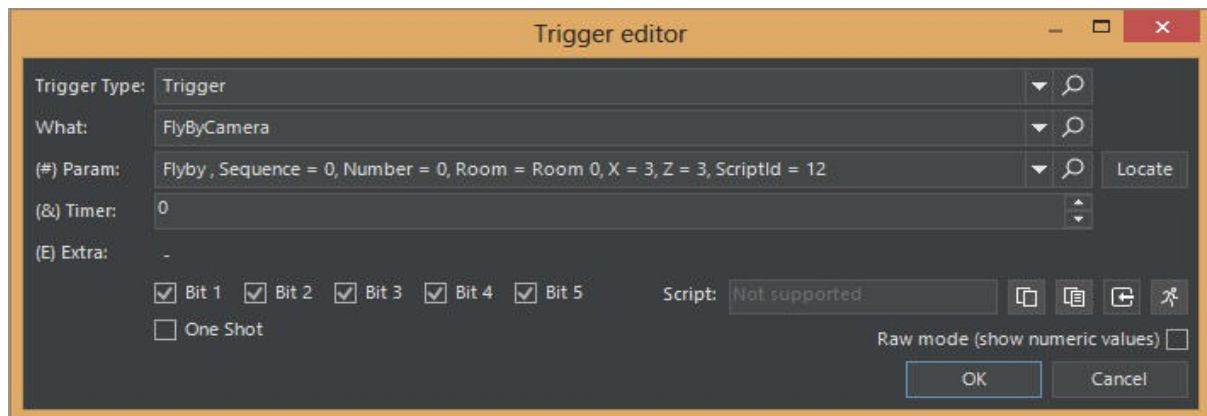 Trigger editor
Trigger Type: Trigger
What: FlyByCamera
(#) Param: Flyby , Sequence = 0, Number = 0, Room = Room 0, X = 3, Z = 3, ScriptId = 12 Locate
(&) Timer: 0
(E) Extra: -
Bit 1 Bit 2 Bit 3 Bit 4 Bit 5 Script: Not supported
One Shot
Raw mode (show numeric values)
OK Cancel